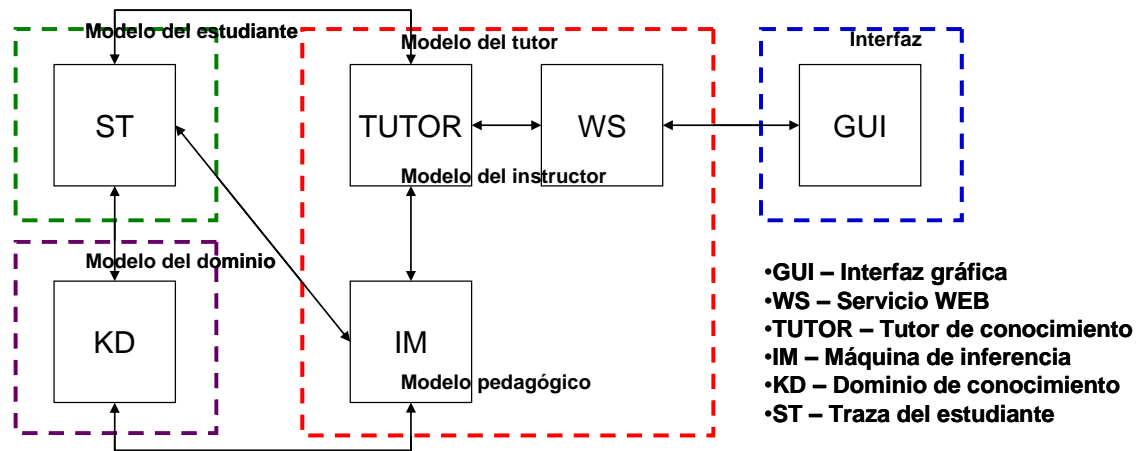 Modelo del estudiante
Modelo del tutor
Interfaz
ST
TUTOR
WS
GUI
Modelo del instructor
Modelo del dominio
KD
IM
Modelo pedagógico
•GUI – Interfaz gráfica
•WS – Servicio WEB
•TUTOR – Tutor de conocimiento
•IM – Máquina de inferencia
•KD – Dominio de conocimiento
•ST – Traza del estudiante